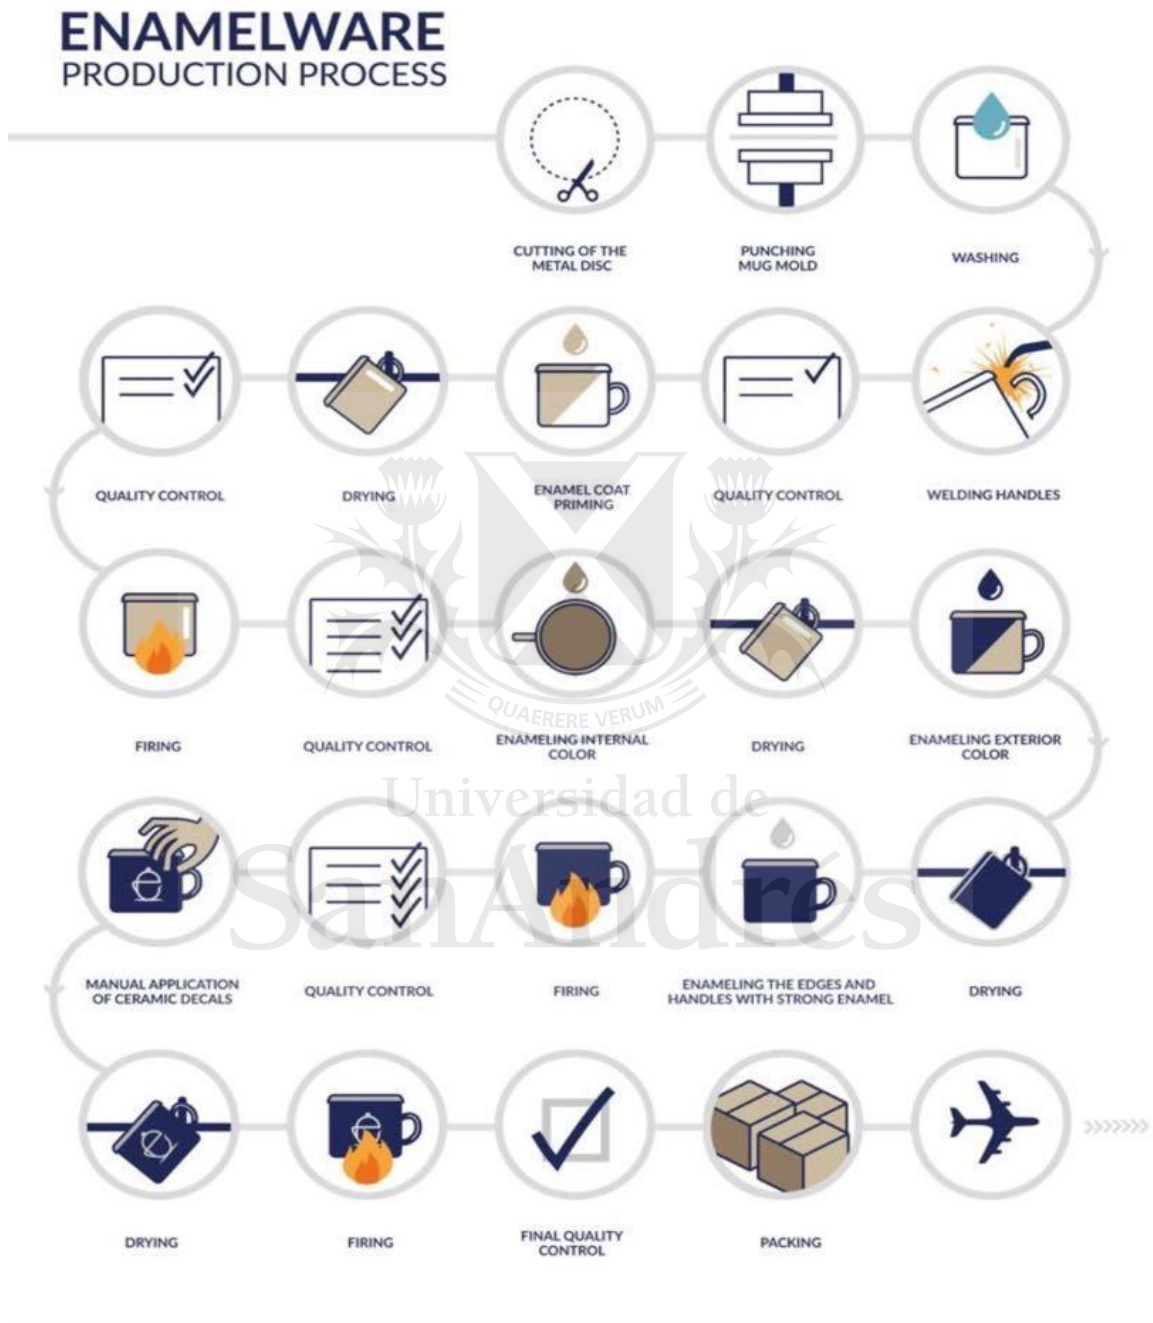 ENAMELWARE
PRODUCTION PROCESS
CUTTING OF THE
METAL DISC
PUNCHING
MUG MOLD
WASHING
QUALITY CONTROL
DRYING
ENAMEL COAT
PRIMING
QUALITY CONTROL
WELDING HANDLES
QUAERERE VERUM
FIRING
QUALITY CONTROL
ENAMELING INTERNAL
COLOR
DRYING
ENAMELING EXTERIOR
COLOR
Universidad de
SanAndrés
MANUAL APPLICATION
OF CERAMIC DECALS
QUALITY CONTROL
FIRING
ENAMELING THE EDGES AND
HANDLES WITH STRONG ENAMEL
DRYING
DRYING
FIRING
FINAL QUALITY
CONTROL
PACKING